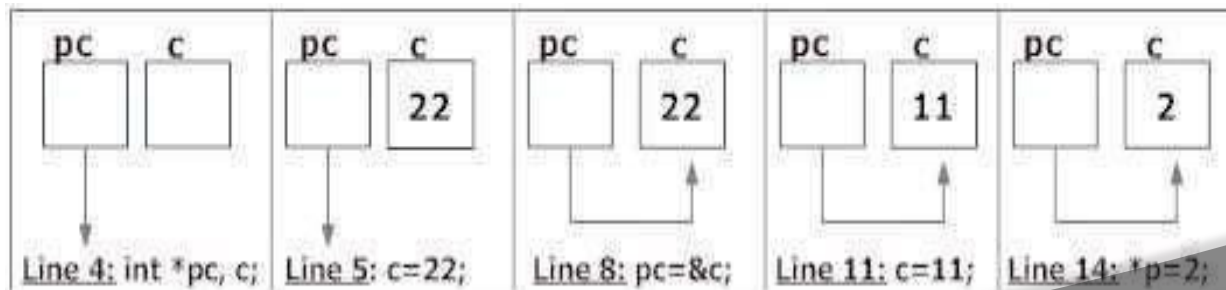 pc c pc c pc c pc c pc c
22 22 11 2
Line 4: int *pc, c; Line 5: c=22; Line 8: pc=&c; Line 11: c=11; Line 14: *p=2;